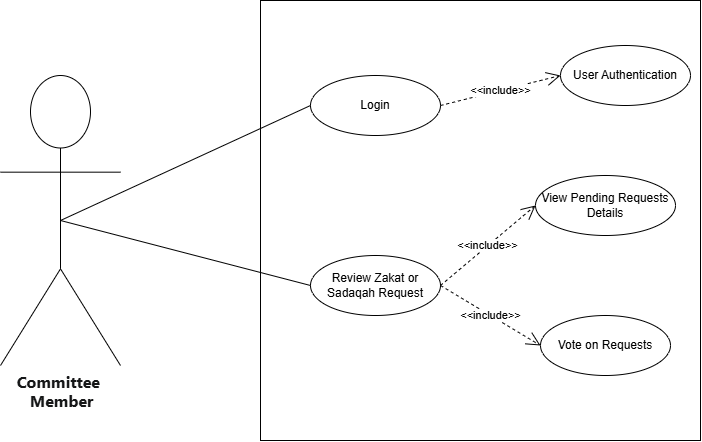 User Authentication
<<include>>
Login
View Pending Requests
Details
<<include>>
Review Zakat or
Sadaqah Request
<<include>>
Vote on Requests
Committee
Member